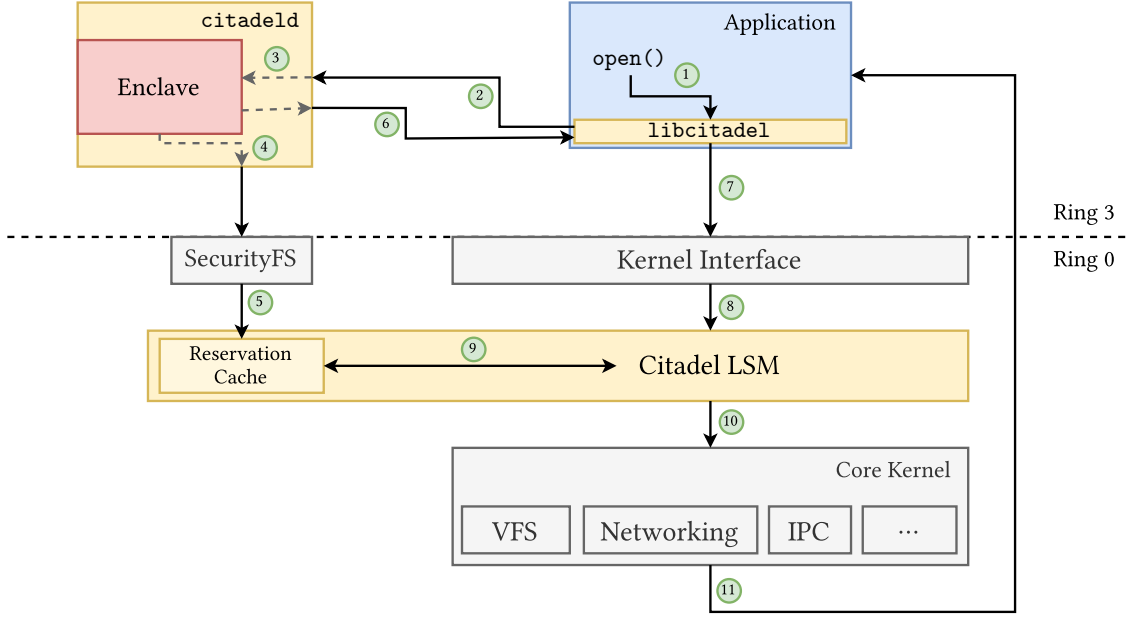 citadeld
Application
Enclave
3
open()
1
2
6
libcitadel
4
7
Ring 3
SecurityFS
Kernel Interface
Ring 0
5
8
Reservation
Cache
9
Citadel LSM
10
Core Kernel
VFS
Networking
IPC
...
11